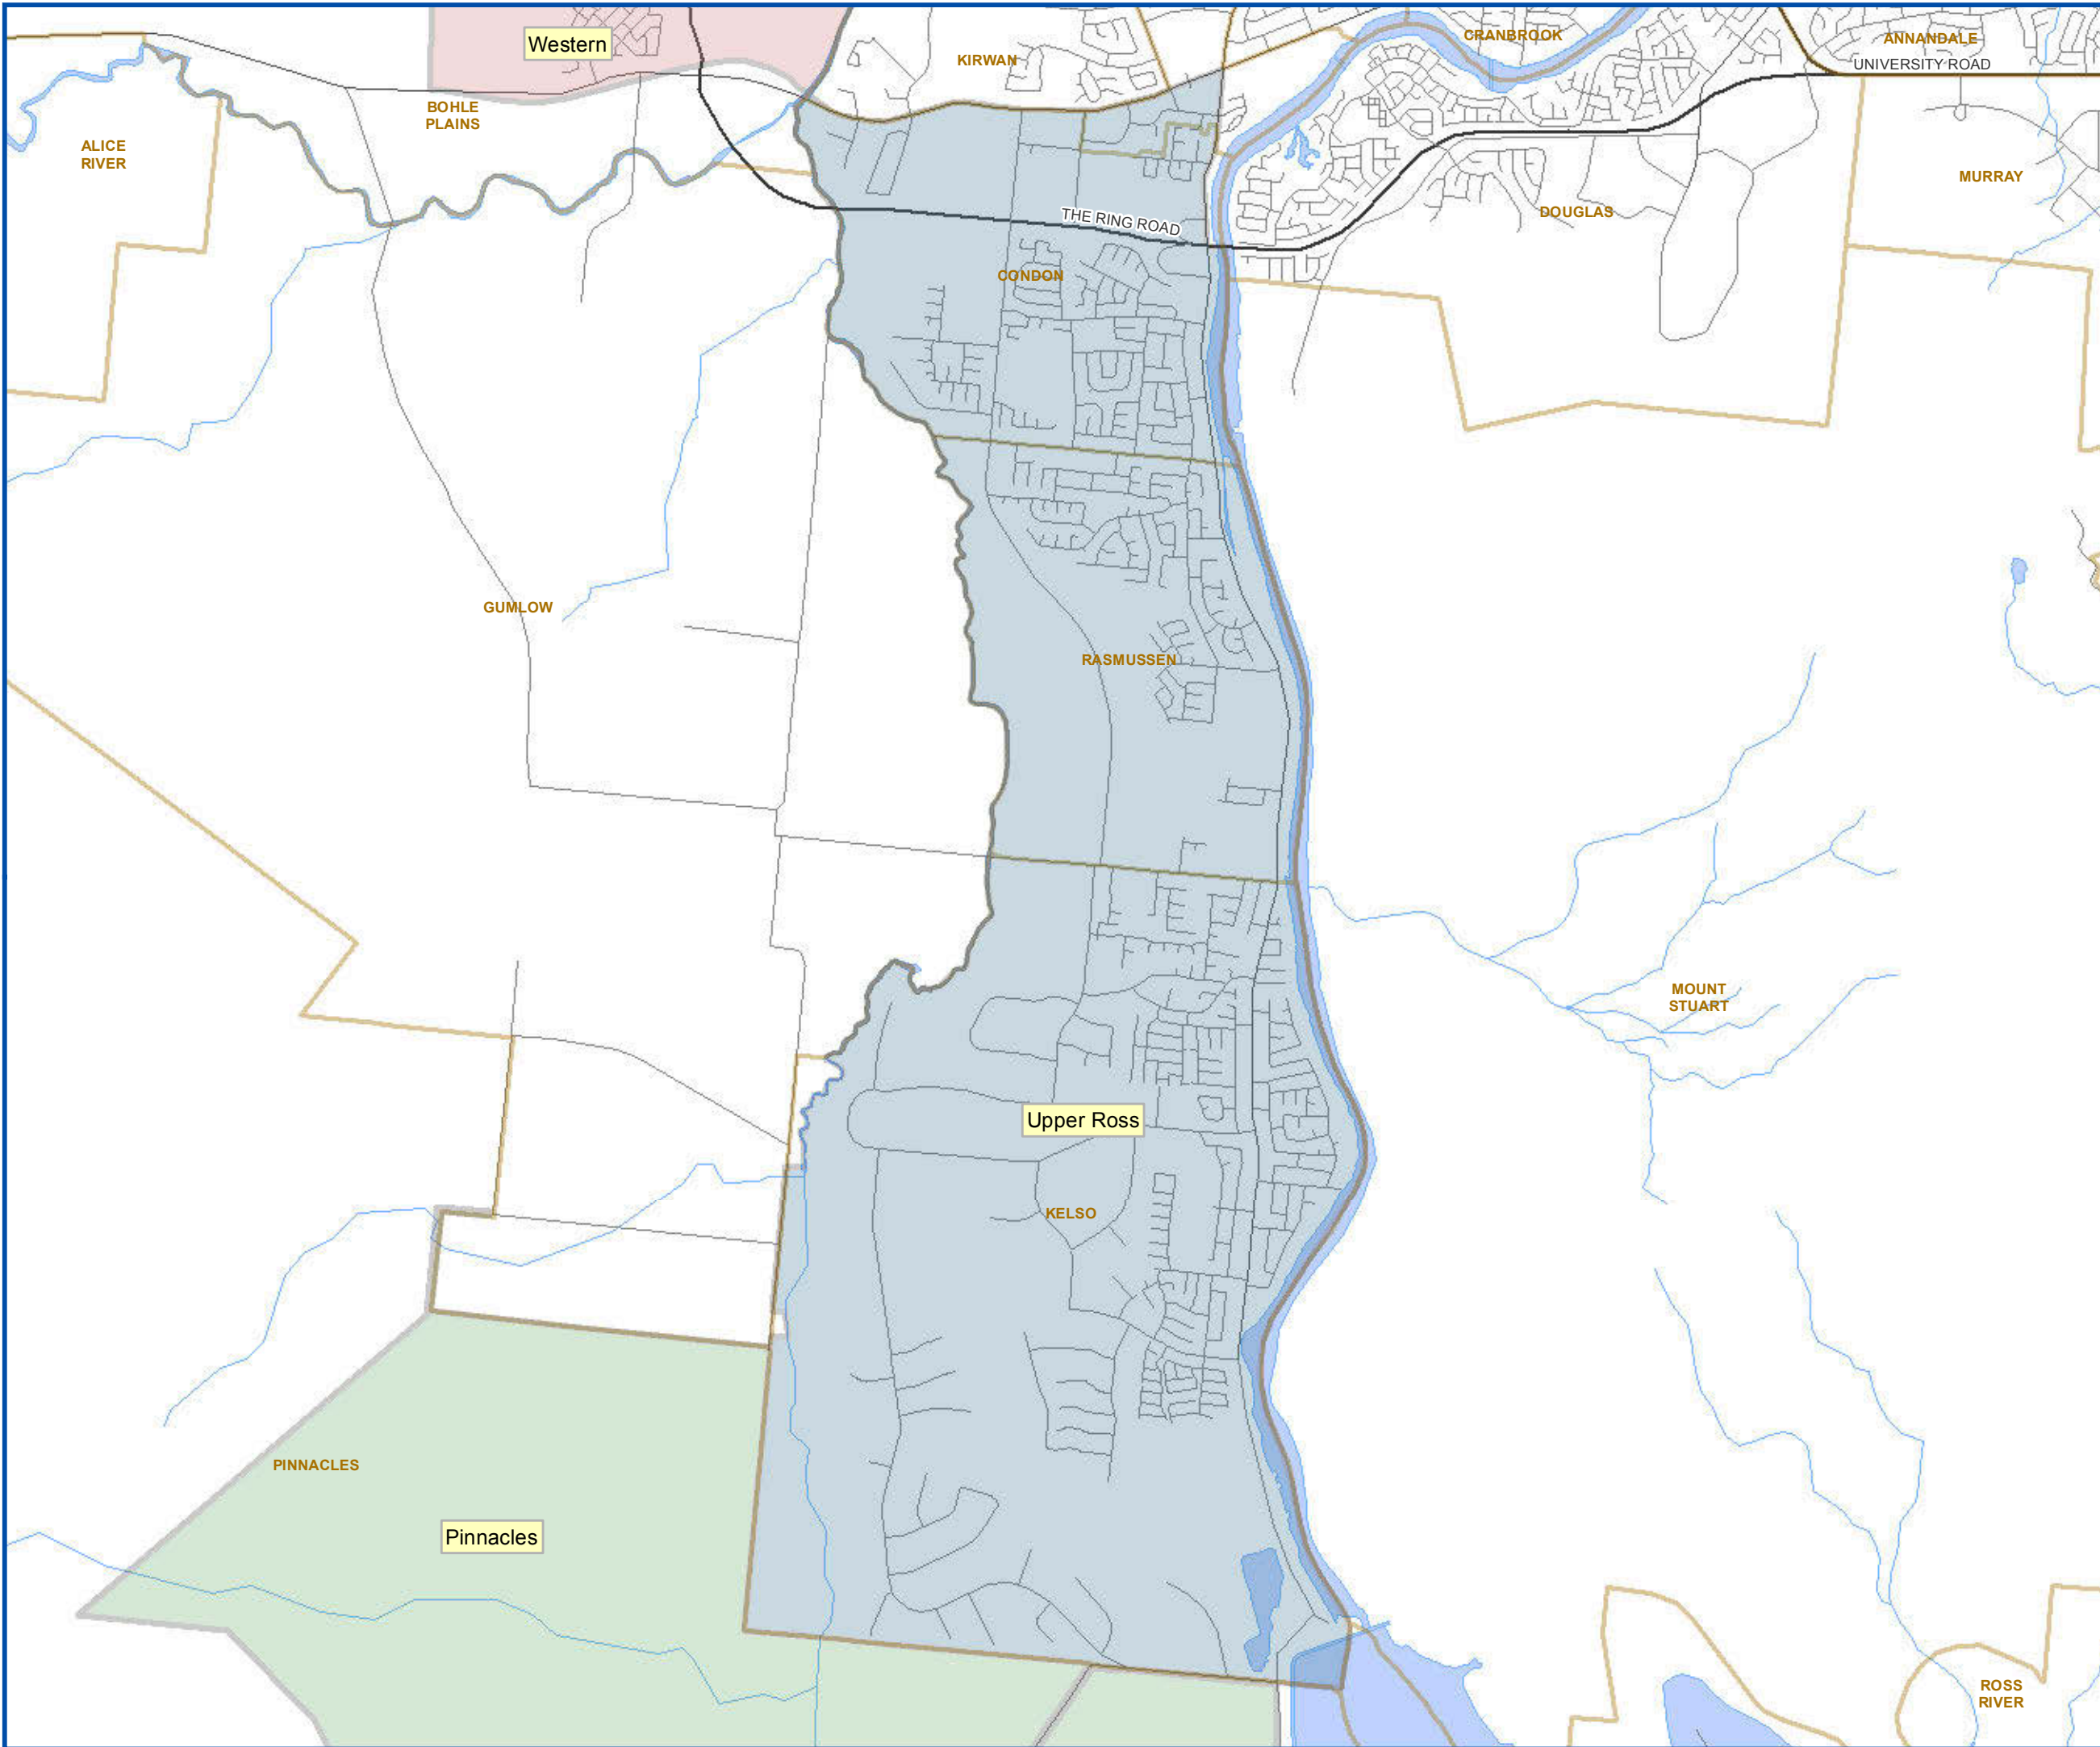 Western
KIRWAN
CRANBROOK
ANNANDALE
UNIVERSITY ROAD
BOHLE
PLAINS
ALICE
RIVER
MURRAY
DOUGLAS
THE RING ROAD
CONDON
GUMLOW
RASMUSSEN
MOUNT
STUART
Upper Ross
KELSO
PINNACLES
Pinnacles
ROSS
RIVER